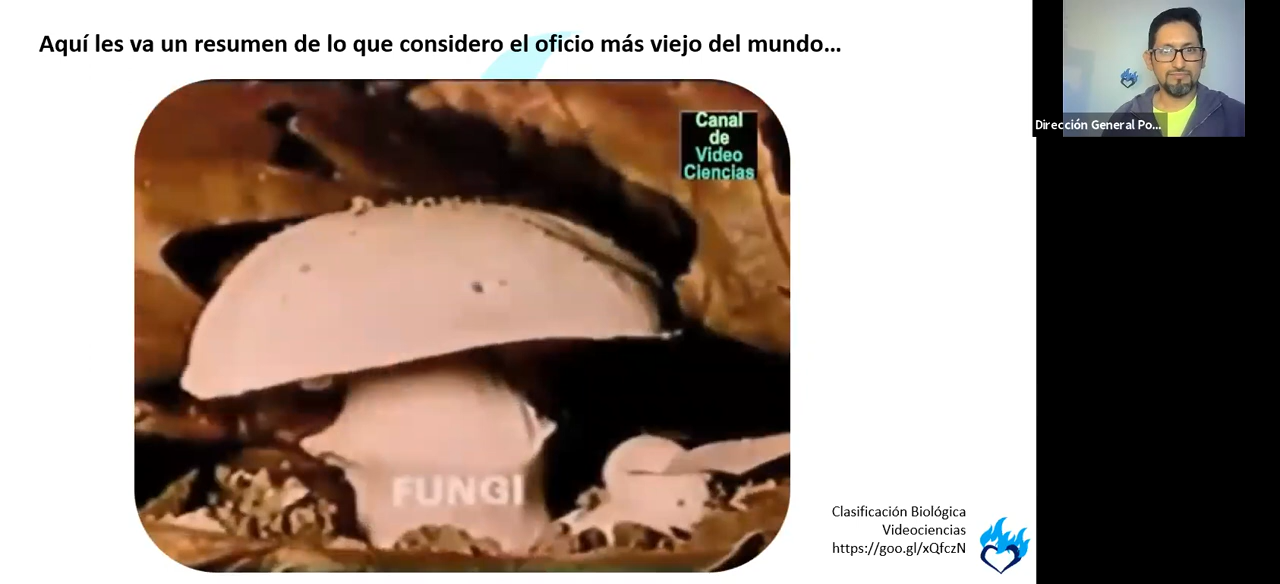 Aquí les va un resumen de lo que considero el oficio más viejo del mundo...
Canal
de
Video
Ciencias
Dirección General Po...
FUNGI
Clasificación Biológica
Videociencias
https://goo.gl/xQfczN